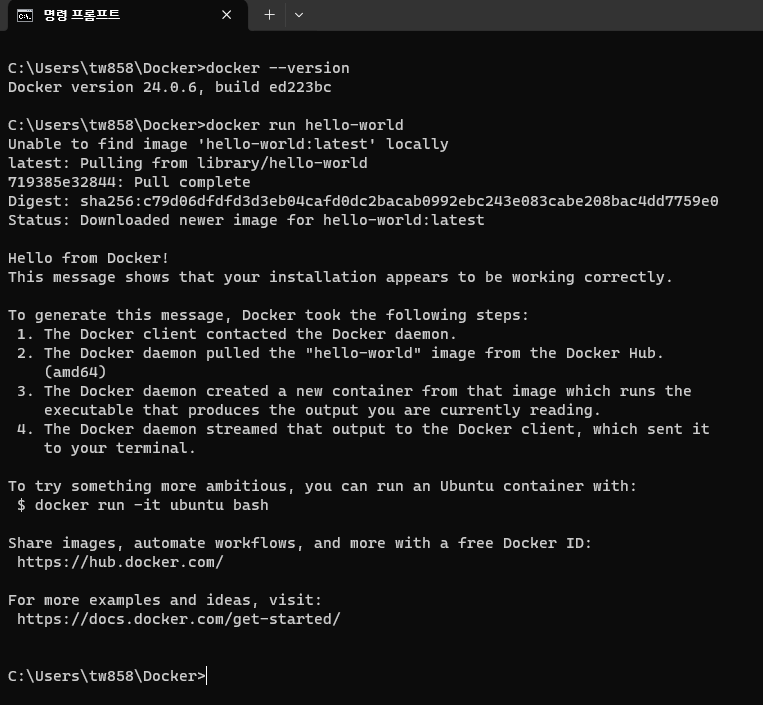 명령 프롬프트
C:\Users\tw858\Docker>docker --version
Docker version 24.0.6, build ed223bc
C:\Users\tw858\Docker>docker run hello-world
Unable to find image 'hello-world:latest' locally
latest: Pulling from library/hello-world
719385e32844: Pull complete
Digest: sha256:c79d06dfdfd3d3eb04cafd0dc2bacab0992ebc243e083cabe208bac4dd7759e0
Status: Downloaded newer image for hello-world:latest
Hello from Docker!
This message shows that your installation appears to be working correctly.
To generate this message, Docker took the following steps:
1. The Docker client contacted the Docker daemon.
2. The Docker daemon pulled the "hello-world" image from the Docker Hub.
(amd64)
3. The Docker daemon created a new container from that image which runs the
executable that produces the output you are currently reading.
4. The Docker daemon streamed that output to the Docker client, which sent it
to your terminal.
To try something more ambitious, you can run an Ubuntu container with:
$ docker run -it ubuntu bash
Share images, automate workflows, and more with a free Docker ID:
https://hub.docker.com/
For more examples and ideas, visit:
https://docs.docker.com/get-started/
C:\Users\tw858\Docker>